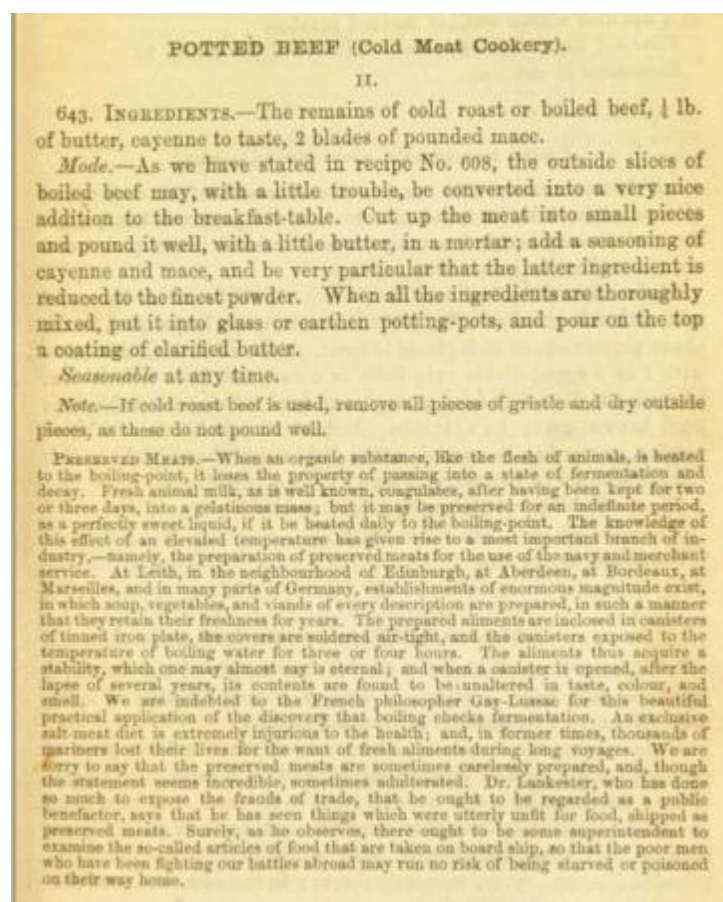 POTTED BEEF (Cold Meat Cookery).
II.
643. INGREDIENTS.—The remains of cold roast or boiled beef, ¼ lb.
of butter, cayenne to taste, 2 blades of pounded mace.
Mode.—As we have stated in recipe No. 608, the outside slices of
boiled beef may, with a little trouble, be converted into a very nice
addition to the breakfast-table. Cut up the meat into small pieces
and pound it well, with a little butter, in a mortar; add a seasoning of
cayenne and mace, and be very particular that the latter ingredient is
reduced to the finest powder. When all the ingredients are thoroughly
mixed, put it into glass or earthen potting-pots, and pour on the top
a coating of clarified butter.
Seasonable at any time.
Note.—If cold roast beef is used, remove all pieces of gristle and dry outside
pieces, as these do not pound well.
PRESERVED MEATS.—When an organic substance, like the flesh of animals, is heated
to the boiling-point, it loses the property of passing into a state of fermentation and
decay. Fresh animal milk, as is well known, coagulates, after having been kept for two
or three days, into a gelatinous mass; but it may be preserved for an indefinite period,
as a perfectly sweet liquid, if it be heated daily to the boiling-point. The knowledge of
this effect of an elevated temperature has given rise to a most important branch of in-
dustry,—namely, the preparation of preserved meats for the use of the navy and merchant
service. At Leith, in the neighbourhood of Edinburgh, at Aberdeen, at Bordeaux, at
Marseilles, and in many parts of Germany, establishments of enormous magnitude exist,
in which soup, vegetables, and viands of every description are prepared, in such a manner
that they retain their freshness for years. The prepared aliments are inclosed in canisters
of tinned iron plate, the covers are soldered air-tight, and the canisters exposed to the
temperature of boiling water for three or four hours. The aliments thus acquire a
stability, which one may almost say is eternal; and when a canister is opened, after the
lapse of several years, its contents are found to be unaltered in taste, colour, and
smell. We are indebted to the French philosopher Gay-Lussac for this beautiful
practical application of the discovery that boiling checks fermentation. An exclusive
salt-meat diet is extremely injurious to the health; and, in former times, thousands of
mariners lost their lives for the want of fresh aliments during long voyages. We are
sorry to say that the preserved meats are sometimes carelessly prepared, and, though
the statement seems incredible, sometimes adulterated. Dr. Lankester, who has done
so much to expose the frauds of trade, that he ought to be regarded as a public
benefactor, says that he has seen things which were utterly unfit for food, shipped as
preserved meats. Surely, as he observes, there ought to be some superintendent to
examine the so-called articles of food that are taken on board ship, so that the poor men
who have been fighting our battles abroad may run no risk of being starved or poisoned
on their way home.